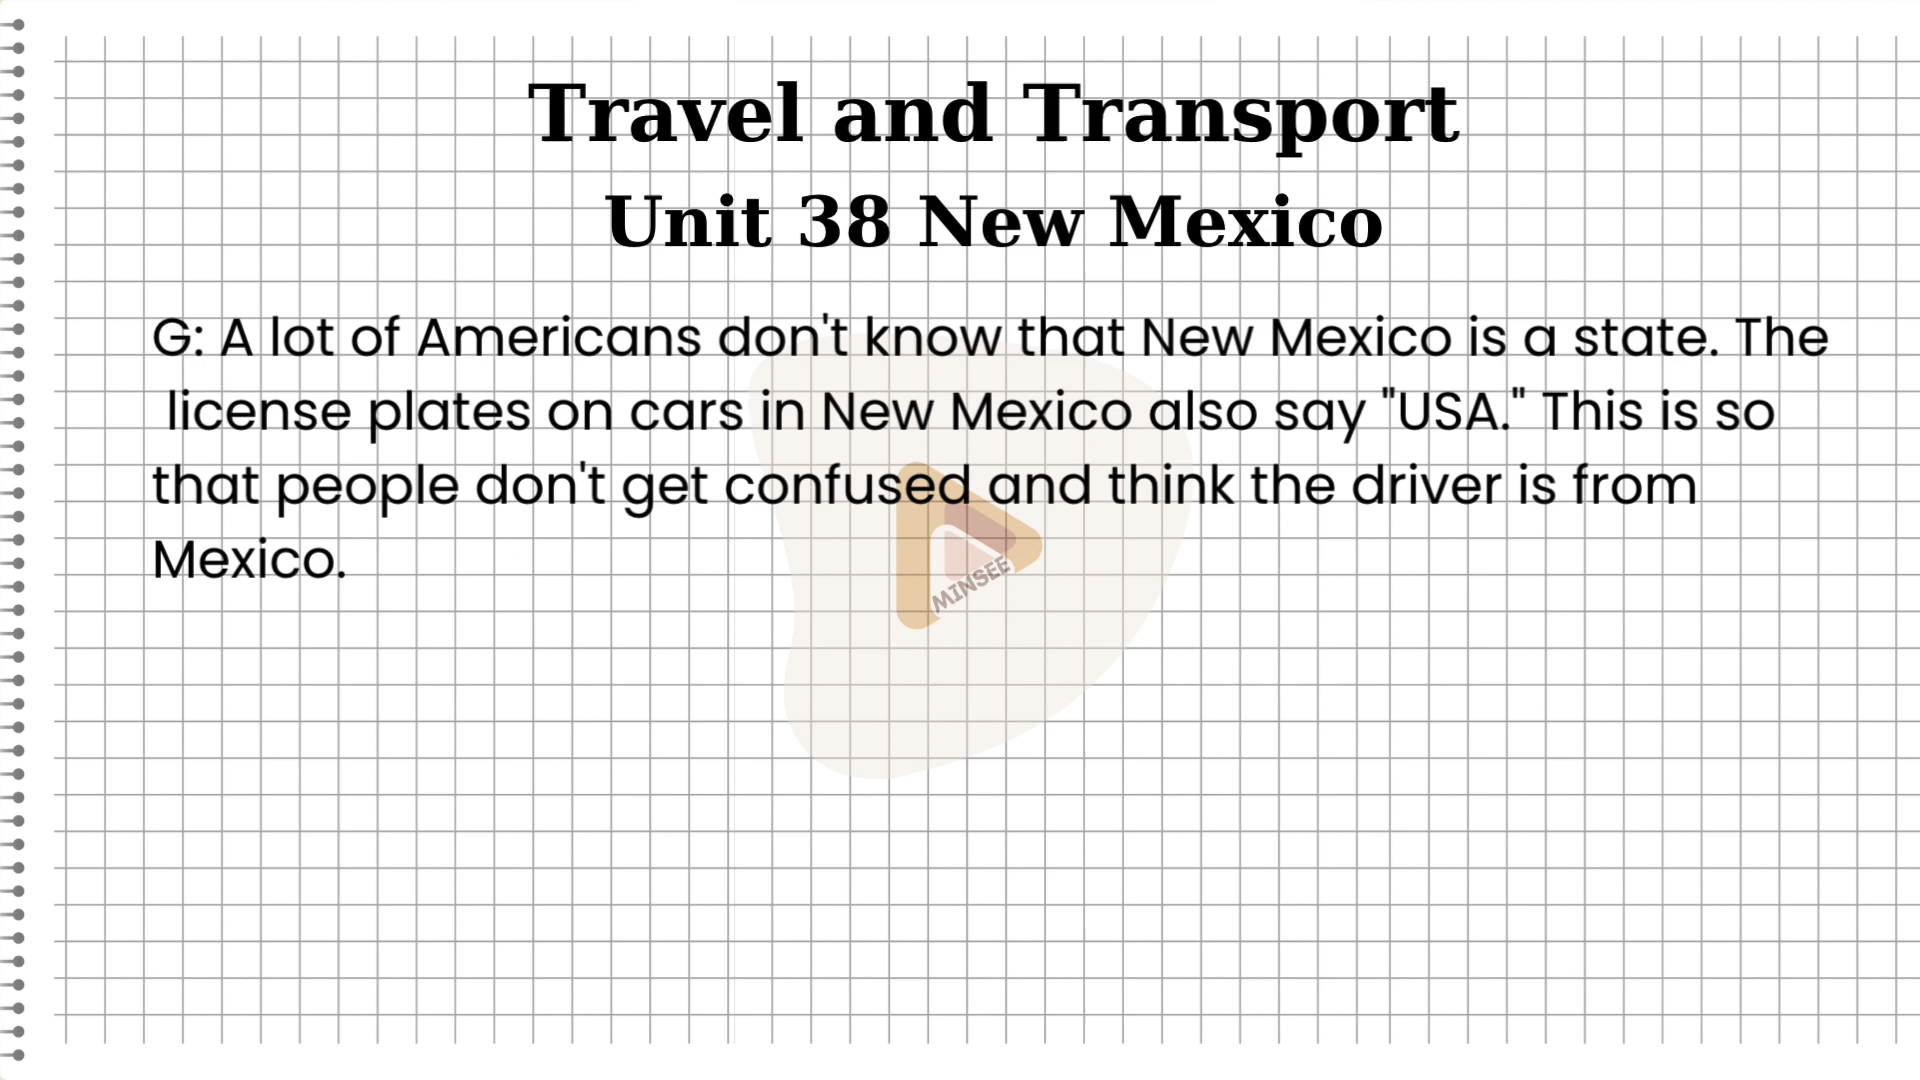 Travel and Transport
Unit 38 New Mexico
G: A lot of Americans don't know that New Mexico is a state. The
license plates on cars in New Mexico also say "USA." This is so
that people don't get confused and think the driver is from
Mexico.
MINSEE